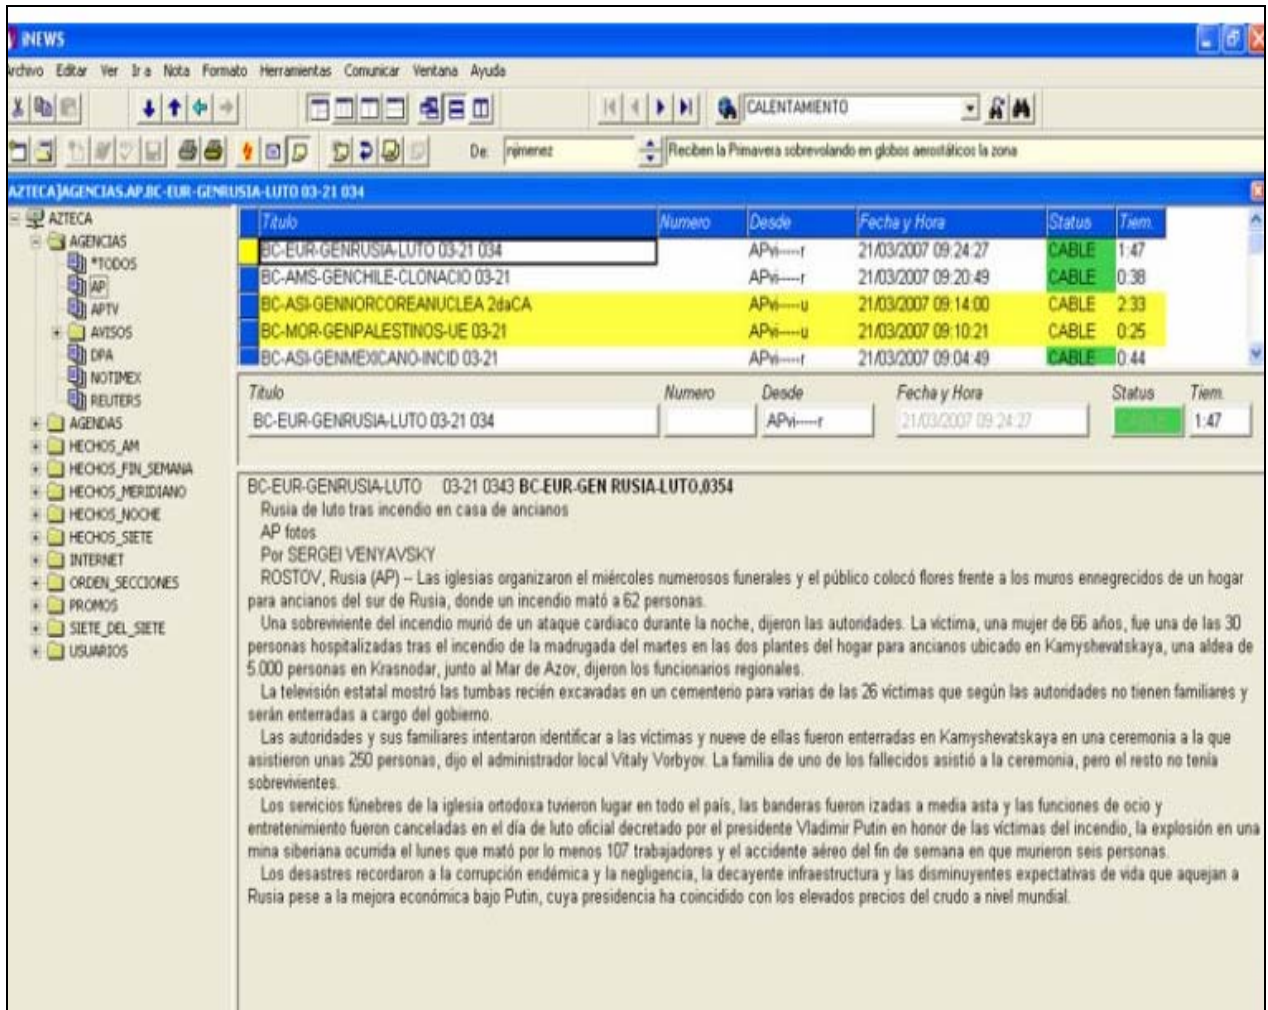 iNEWS
Archivo Editar Ver Ir a Nota Formato Herramientas Comunicar Ventana Ayuda
CALENTAMIENTO
De: njimenez Reciben la Primavera sobrevolando en globos aerostáticos la zona
AZTECA]AGENCIAS.AP.BC-EUR-GENRUSIA-LUTO 03-21 034
AZTECA
AGENCIAS
*TODOS
AP
APTV
AVISOS
DPA
NOTIMEX
REUTERS
AGENDAS
HECHOS_AM
HECHOS_FIN_SEMANA
HECHOS_MERIDIANO
HECHOS_NOCHE
HECHOS_SIETE
INTERNET
ORDEN_SECCIONES
PROMOS
SIETE_DEL_SIETE
USUARIOS
Titulo Numero Desde Fecha y Hora Status Tiem.
BC-EUR-GENRUSIA-LUTO 03-21 034 APvi-----r 21/03/2007 09:24:27 CABLE 1:47
BC-AMS-GENCHILE-CLONACIO 03-21 APvi-----r 21/03/2007 09:20:49 CABLE 0:38
BC-ASI-GENNORCOREANUCLEA 2daCA APvi-----u 21/03/2007 09:14:00 CABLE 2:33
BC-MOR-GENPALESTINOS-UE 03-21 APvi-----u 21/03/2007 09:10:21 CABLE 0:25
BC-ASI-GENMEXICANO-INCID 03-21 APvi-----r 21/03/2007 09:04:49 CABLE 0:44
Titulo Numero Desde Fecha y Hora Status Tiem.
BC-EUR-GENRUSIA-LUTO 03-21 034 APvi-----r 21/03/2007 09:24:27 CABLE 1:47
BC-EUR-GENRUSIA-LUTO 03-21 0343 BC-EUR-GEN RUSIA-LUTO,0354
Rusia de luto tras incendio en casa de ancianos
AP fotos
Por SERGEI VENYAVSKY
ROSTOV, Rusia (AP) -- Las iglesias organizaron el miércoles numerosos funerales y el público colocó flores frente a los muros ennegrecidos de un hogar
para ancianos del sur de Rusia, donde un incendio mató a 62 personas.
Una sobreviviente del incendio murió de un ataque cardiaco durante la noche, dijeron las autoridades. La víctima, una mujer de 66 años, fue una de las 30
personas hospitalizadas tras el incendio de la madrugada del martes en las dos plantes del hogar para ancianos ubicado en Kamyshevatskaya, una aldea de
5.000 personas en Krasnodar, junto al Mar de Azov, dijeron los funcionarios regionales.
La televisión estatal mostró las tumbas recién excavadas en un cementerio para varias de las 26 víctimas que según las autoridades no tienen familiares y
serán enterradas a cargo del gobierno.
Las autoridades y sus familiares intentaron identificar a las víctimas y nueve de ellas fueron enterradas en Kamyshevatskaya en una ceremonia a la que
asistieron unas 250 personas, dijo el administrador local Vitaly Vorbyov. La familia de uno de los fallecidos asistió a la ceremonia, pero el resto no tenía
sobrevivientes.
Los servicios fúnebres de la iglesia ortodoxa tuvieron lugar en todo el país, las banderas fueron izadas a media asta y las funciones de ocio y
entretenimiento fueron canceladas en el día de luto oficial decretado por el presidente Vladimir Putin en honor de las víctimas del incendio, la explosión en una
mina siberiana ocurrida el lunes que mató por lo menos 107 trabajadores y el accidente aéreo del fin de semana en que murieron seis personas.
Los desastres recordaron a la corrupción endémica y la negligencia, la decayente infraestructura y las disminuyentes expectativas de vida que aquejan a
Rusia pese a la mejora económica bajo Putin, cuya presidencia ha coincidido con los elevados precios del crudo a nivel mundial.